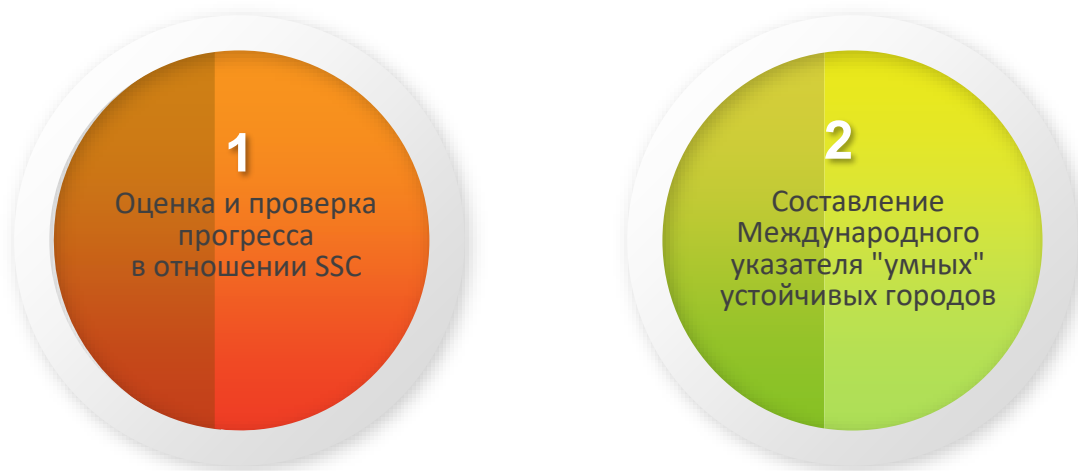 1
Оценка и проверка
прогресса
в отношении SSC
2
Составление
Международного
указателя "умных"
устойчивых городов